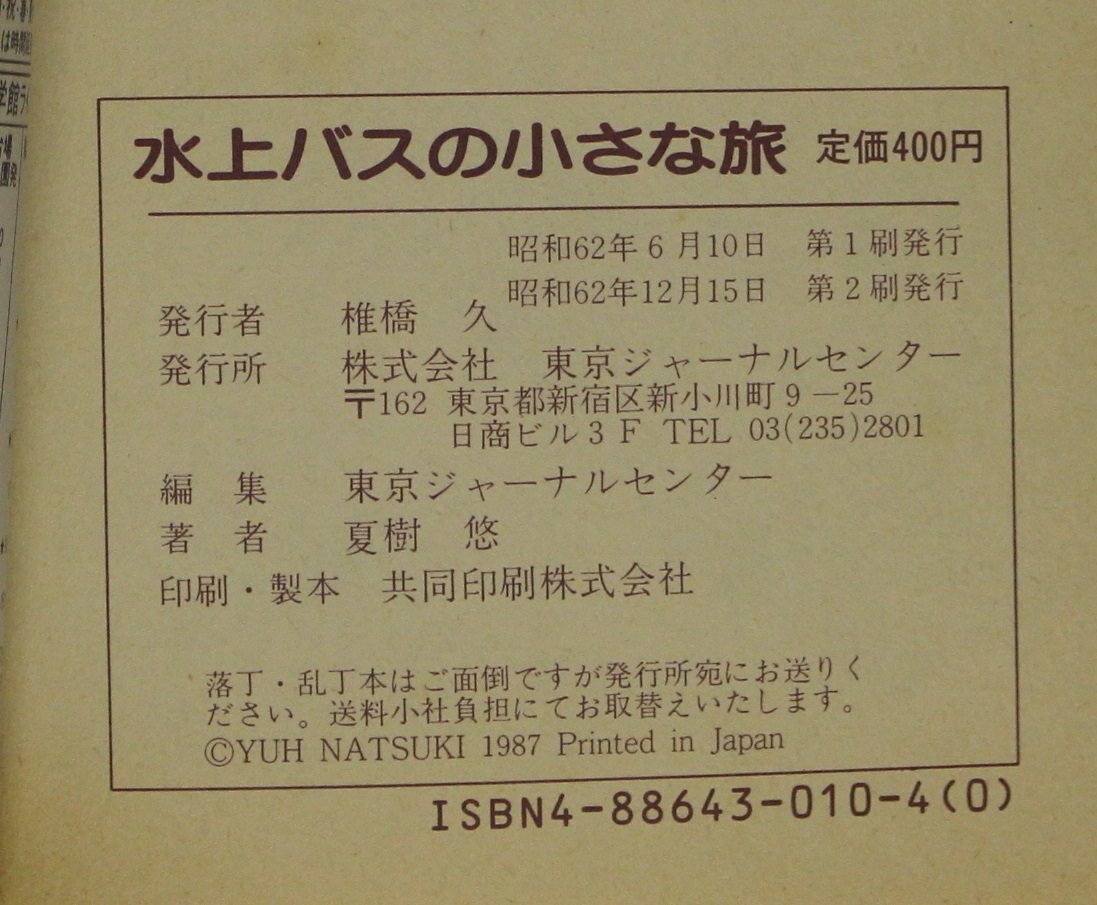 水上バスの小さな旅 定価400円
昭和62年6月10日 第1刷発行
昭和62年12月15日 第2刷発行
発行者 椎橋 久
発行所 株式会社 東京ジャーナルセンター
〒162 東京都新宿区新小川町9-25
日商ビル3F TEL 03(235)2801
編 集 東京ジャーナルセンター
著 者 夏樹 悠
印刷・製本 共同印刷株式会社
落丁・乱丁本はご面倒ですが発行所宛にお送りく
ださい。送料小社負担にてお取替えいたします。
©YUH NATSUKI 1987 Printed in Japan
ISBN4-88643-010-4(0)